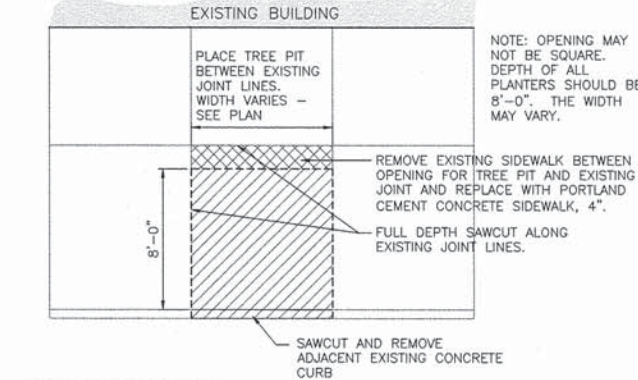 EXISTING BUILDING
PLACE TREE PIT
BETWEEN EXISTING
JOINT LINES.
WIDTH VARIES –
SEE PLAN
NOTE: OPENING MAY
NOT BE SQUARE.
DEPTH OF ALL
PLANTERS SHOULD BE
8'-0". THE WIDTH
MAY VARY.
REMOVE EXISTING SIDEWALK BETWEEN
OPENING FOR TREE PIT AND EXISTING
JOINT AND REPLACE WITH PORTLAND
CEMENT CONCRETE SIDEWALK, 4".
8'-0"
FULL DEPTH SAWCUT ALONG
EXISTING JOINT LINES.
SAWCUT AND REMOVE
ADJACENT EXISTING CONCRETE
CURB